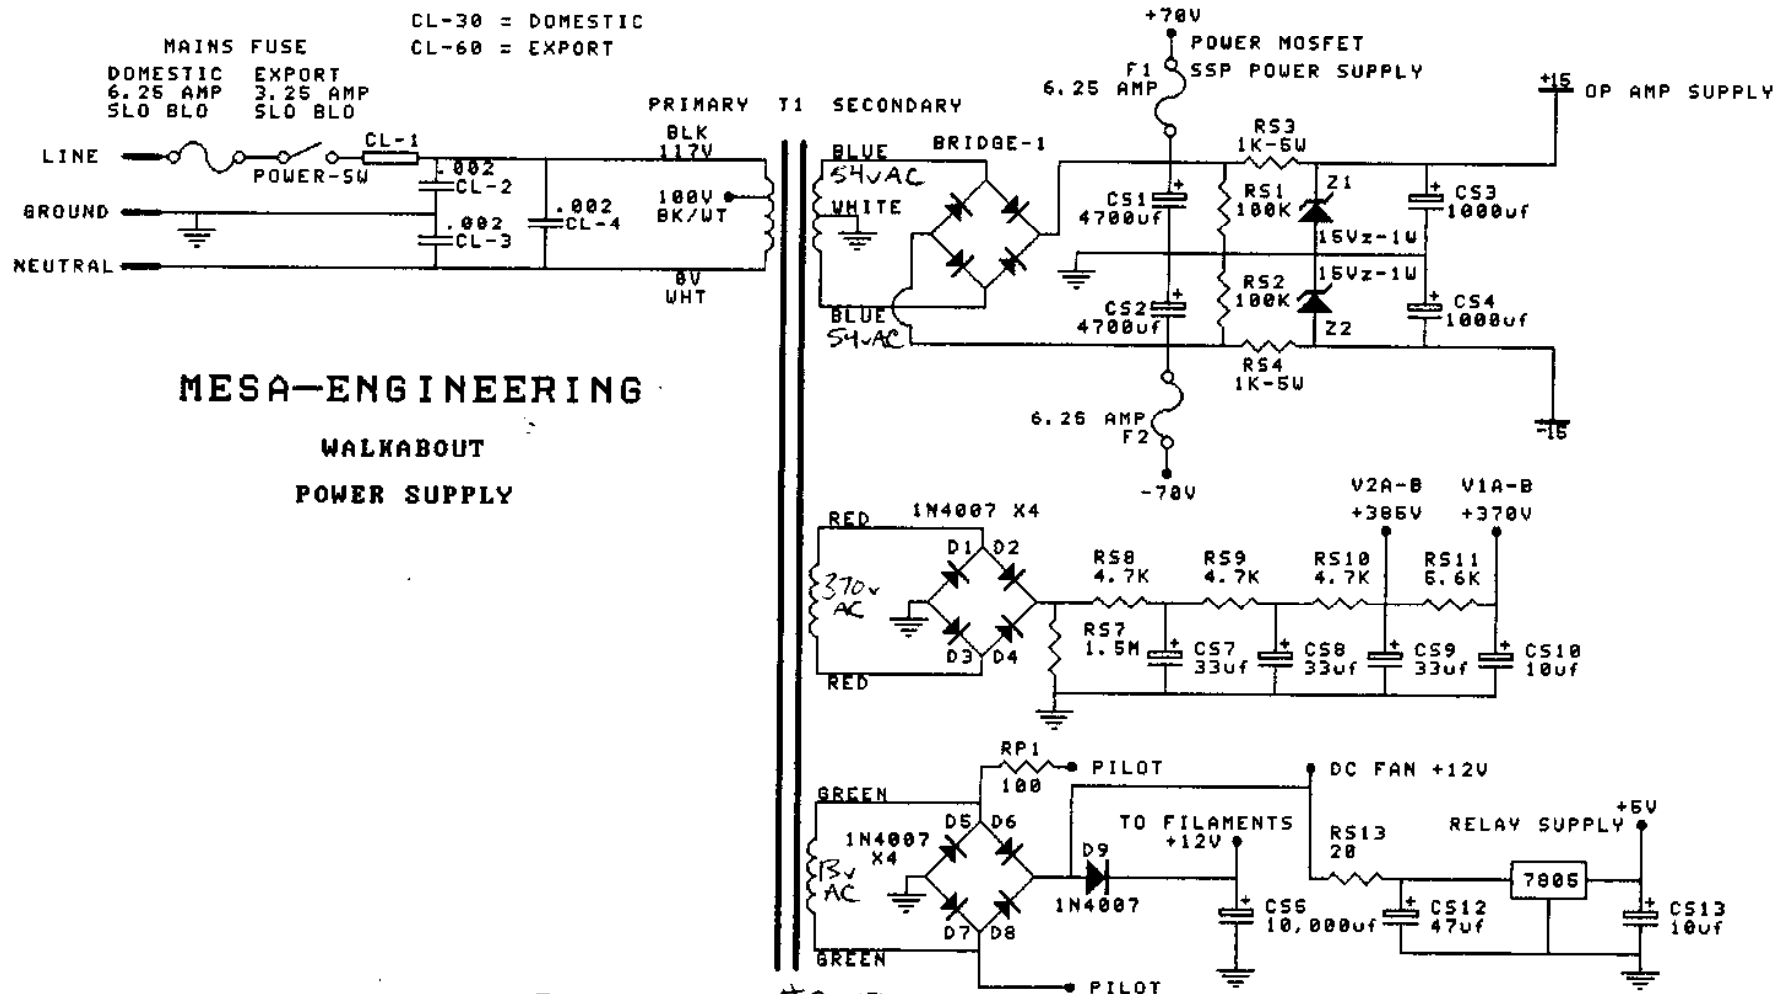 CL-30 = DOMESTIC
CL-60 = EXPORT
MAINS FUSE
DOMESTIC EXPORT
6.25 AMP 3.25 AMP
SLO BLO SLO BLO
LINE
POWER-SW
CL-1
.002
CL-2
GROUND
.002
CL-3
.002
CL-4
NEUTRAL
PRIMARY T1 SECONDARY
BLK
117V
100V
BK/WT
0V
WHT
BLUE
54vAC
WHITE
BLUE
54vAC
BRIDGE-1
+70V
POWER MOSFET
SSP POWER SUPPLY
F1
6.25 AMP
CS1
4700uf
CS2
4700uf
RS1
100K
RS2
100K
RS3
1K-5W
RS4
1K-5W
Z1
15Vz-1W
15Vz-1W
Z2
CS3
1000uf
CS4
1000uf
+15
OP AMP SUPPLY
-15
6.25 AMP
F2
-70V
MESA-ENGINEERING
WALKABOUT
POWER SUPPLY
RED
370v
AC
RED
1N4007 X4
D1 D2
D3 D4
RS7
1.5M
RS8
4.7K
RS9
4.7K
RS10
4.7K
RS11
5.6K
V2A-B
+385V
V1A-B
+370V
CS7
33uf
CS8
33uf
CS9
33uf
CS10
10uf
GREEN
13v
AC
GREEN
1N4007
X4
D5 D6
D7 D8
RP1
100
PILOT
PILOT
D9
1N4007
TO FILAMENTS
+12V
CS5
10,000uf
DC FAN +12V
RS13
20
CS12
47uf
7805
RELAY SUPPLY
+5V
CS13
10uf